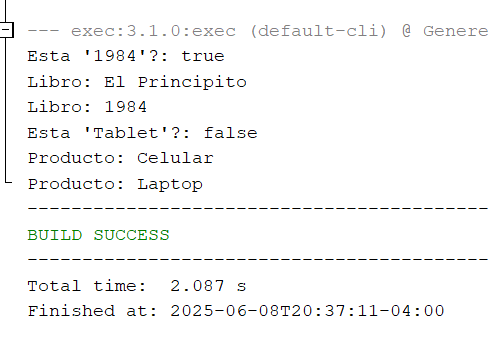 --- exec:3.1.0:exec (default-cli) @ Genere
Esta '1984'?: true
Libro: El Principito
Libro: 1984
Esta 'Tablet'?: false
Producto: Celular
Producto: Laptop
------------------------------------------
BUILD SUCCESS
------------------------------------------
Total time:  2.087 s
Finished at: 2025-06-08T20:37:11-04:00